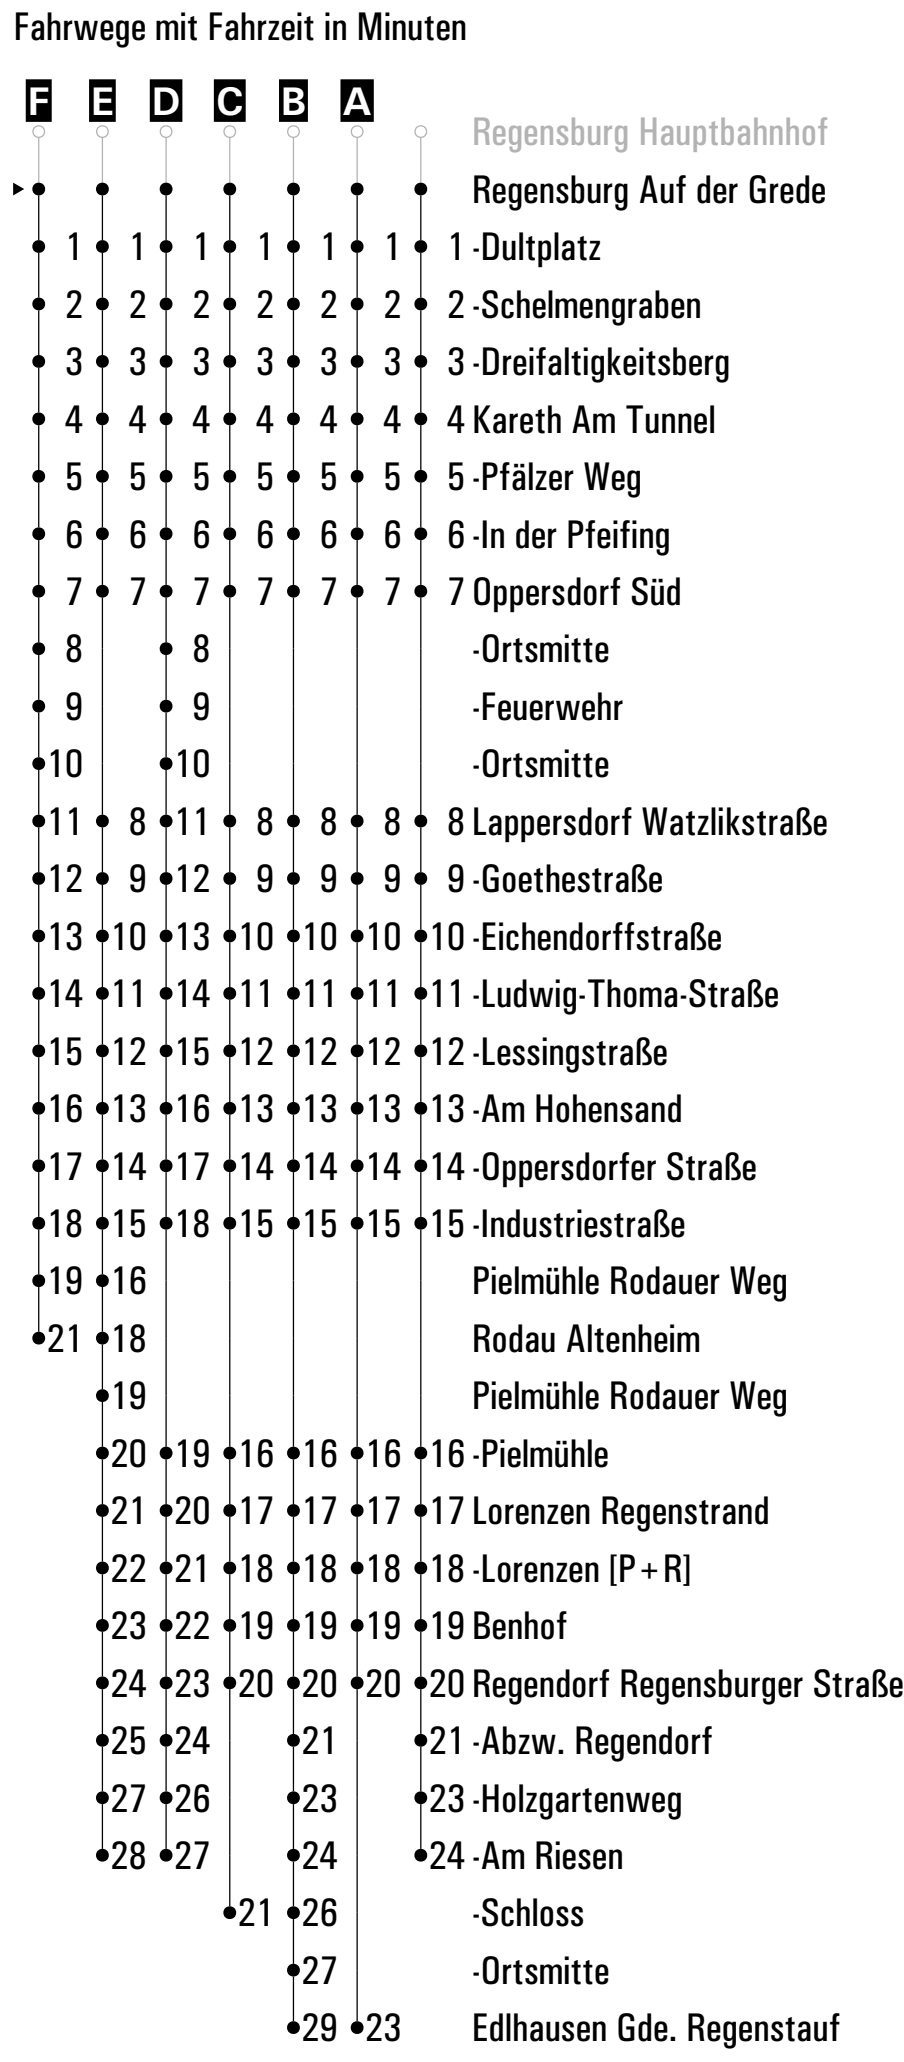 Fahrwege mit Fahrzeit in Minuten
F E D C B A
Regensburg Hauptbahnhof
Regensburg Auf der Grede
1 1 1 1 1 1 1 -Dultplatz
2 2 2 2 2 2 2 -Schelmengraben
3 3 3 3 3 3 3 -Dreifaltigkeitsberg
4 4 4 4 4 4 4 Kareth Am Tunnel
5 5 5 5 5 5 5 -Pfälzer Weg
6 6 6 6 6 6 6 -In der Pfeifing
7 7 7 7 7 7 7 Oppersdorf Süd
8 8 -Ortsmitte
9 9 -Feuerwehr
10 10 -Ortsmitte
11 8 11 8 8 8 8 Lappersdorf Watzlikstraße
12 9 12 9 9 9 9 -Goethestraße
13 10 13 10 10 10 10 -Eichendorffstraße
14 11 14 11 11 11 11 -Ludwig-Thoma-Straße
15 12 15 12 12 12 12 -Lessingstraße
16 13 16 13 13 13 13 -Am Hohensand
17 14 17 14 14 14 14 -Oppersdorfer Straße
18 15 18 15 15 15 15 -Industriestraße
19 16 Pielmühle Rodauer Weg
21 18 Rodau Altenheim
19 Pielmühle Rodauer Weg
20 19 16 16 16 16 -Pielmühle
21 20 17 17 17 17 Lorenzen Regenstrand
22 21 18 18 18 18 -Lorenzen [P+R]
23 22 19 19 19 19 Benhof
24 23 20 20 20 20 Regendorf Regensburger Straße
25 24 21 21 -Abzw. Regendorf
27 26 23 23 -Holzgartenweg
28 27 24 24 -Am Riesen
21 26 -Schloss
27 -Ortsmitte
29 23 Edlhausen Gde. Regenstauf